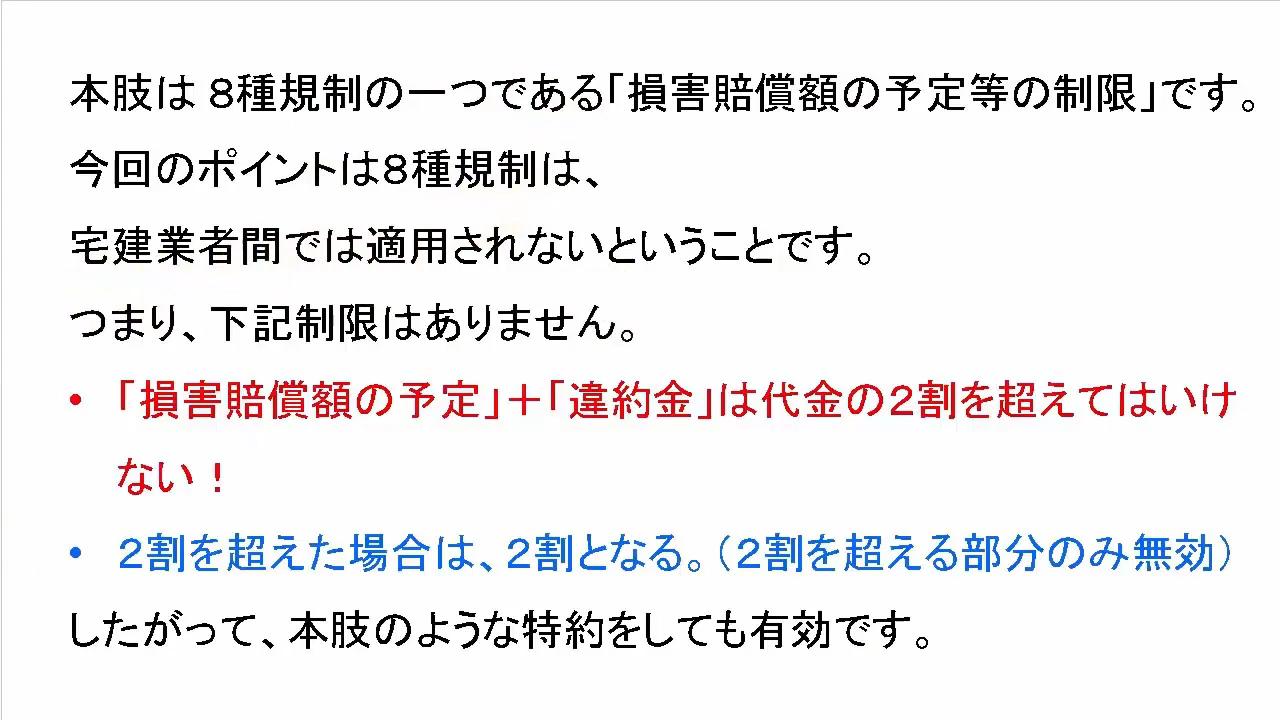 本肢は８種規制の一つである「損害賠償額の予定等の制限」です。
今回のポイントは８種規制は、
宅建業者間では適用されないということです。
つまり、下記制限はありません。
• 「損害賠償額の予定」＋「違約金」は代金の２割を超えてはいけ
ない！
• ２割を超えた場合は、２割となる。（２割を超える部分のみ無効）
したがって、本肢のような特約をしても有効です。